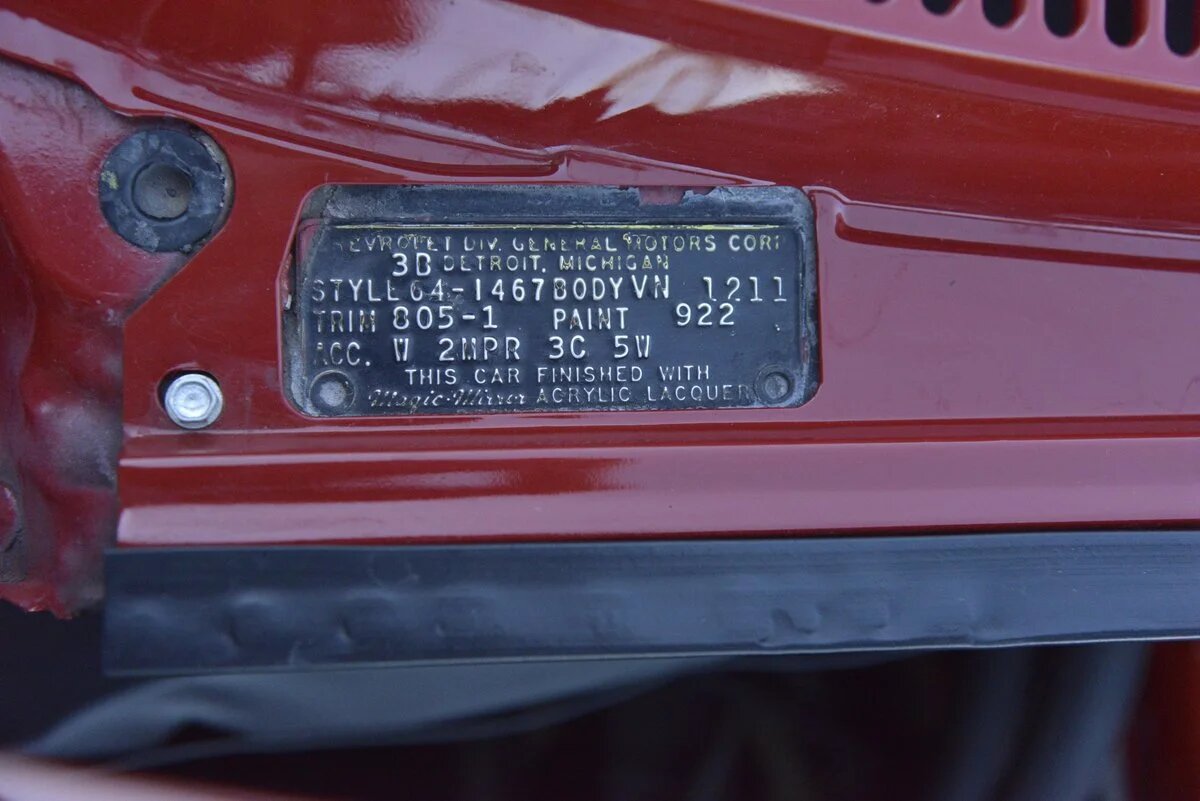 CHEVROLET DIV. GENERAL MOTORS CORP
3B DETROIT, MICHIGAN
STYLE 64-1467 BODY VN 1211
TRIM 805-1 PAINT 922
ACC. W 2MPR 3C 5W
THIS CAR FINISHED WITH
Magic-Mirror ACRYLIC LACQUER